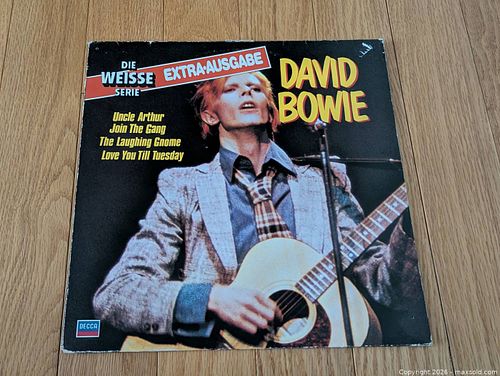 DIE
WEISSE
SERIE
EXTRA-AUSGABE
DAVID
BOWIE
Uncle Arthur
Join The Gang
The Laughing Gnome
Love You Till Tuesday
DECCA
Copyright 2026 - maxsold.com